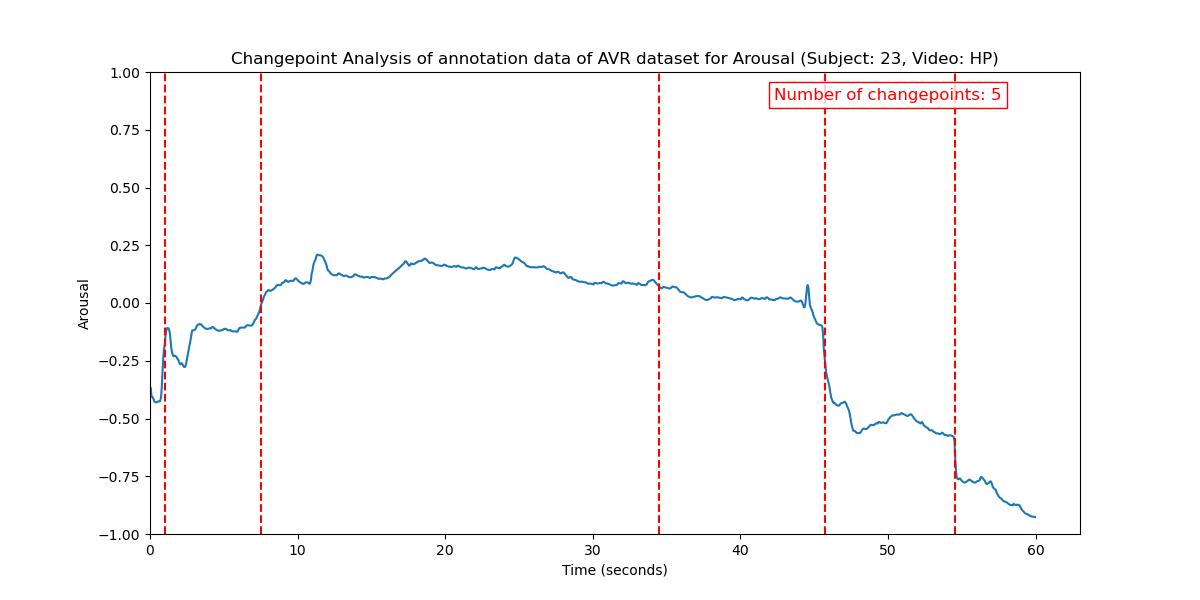 Changepoint Analysis of annotation data of AVR dataset for Arousal (Subject: 23, Video: HP)
Number of changepoints: 5
1.00
0.75
0.50
0.25
0.00
−0.25
−0.50
−0.75
−1.00
Arousal
0 10 20 30 40 50 60
Time (seconds)